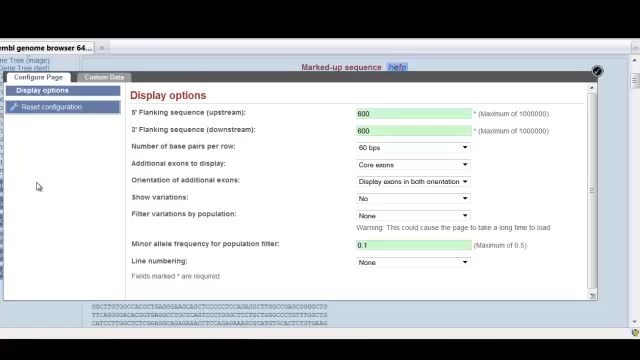 embl genome browser 64...
ne Tree (image)
Gene Tree (text)
Marked-up sequence help
Configure Page Custom Data
Display options
Reset configuration
Display options
5' Flanking sequence (upstream): 600 * (Maximum of 1000000)
3' Flanking sequence (downstream): 600 * (Maximum of 1000000)
Number of base pairs per row: 60 bps
Additional exons to display: Core exons
Orientation of additional exons: Display exons in both orientation
Show variations: No
Filter variations by population: None
Warning: This could cause the page to take a long time to load
Minor allele frequency for population filter: 0.1 (Maximum of 0.5)
Line numbering: None
Fields marked * are required